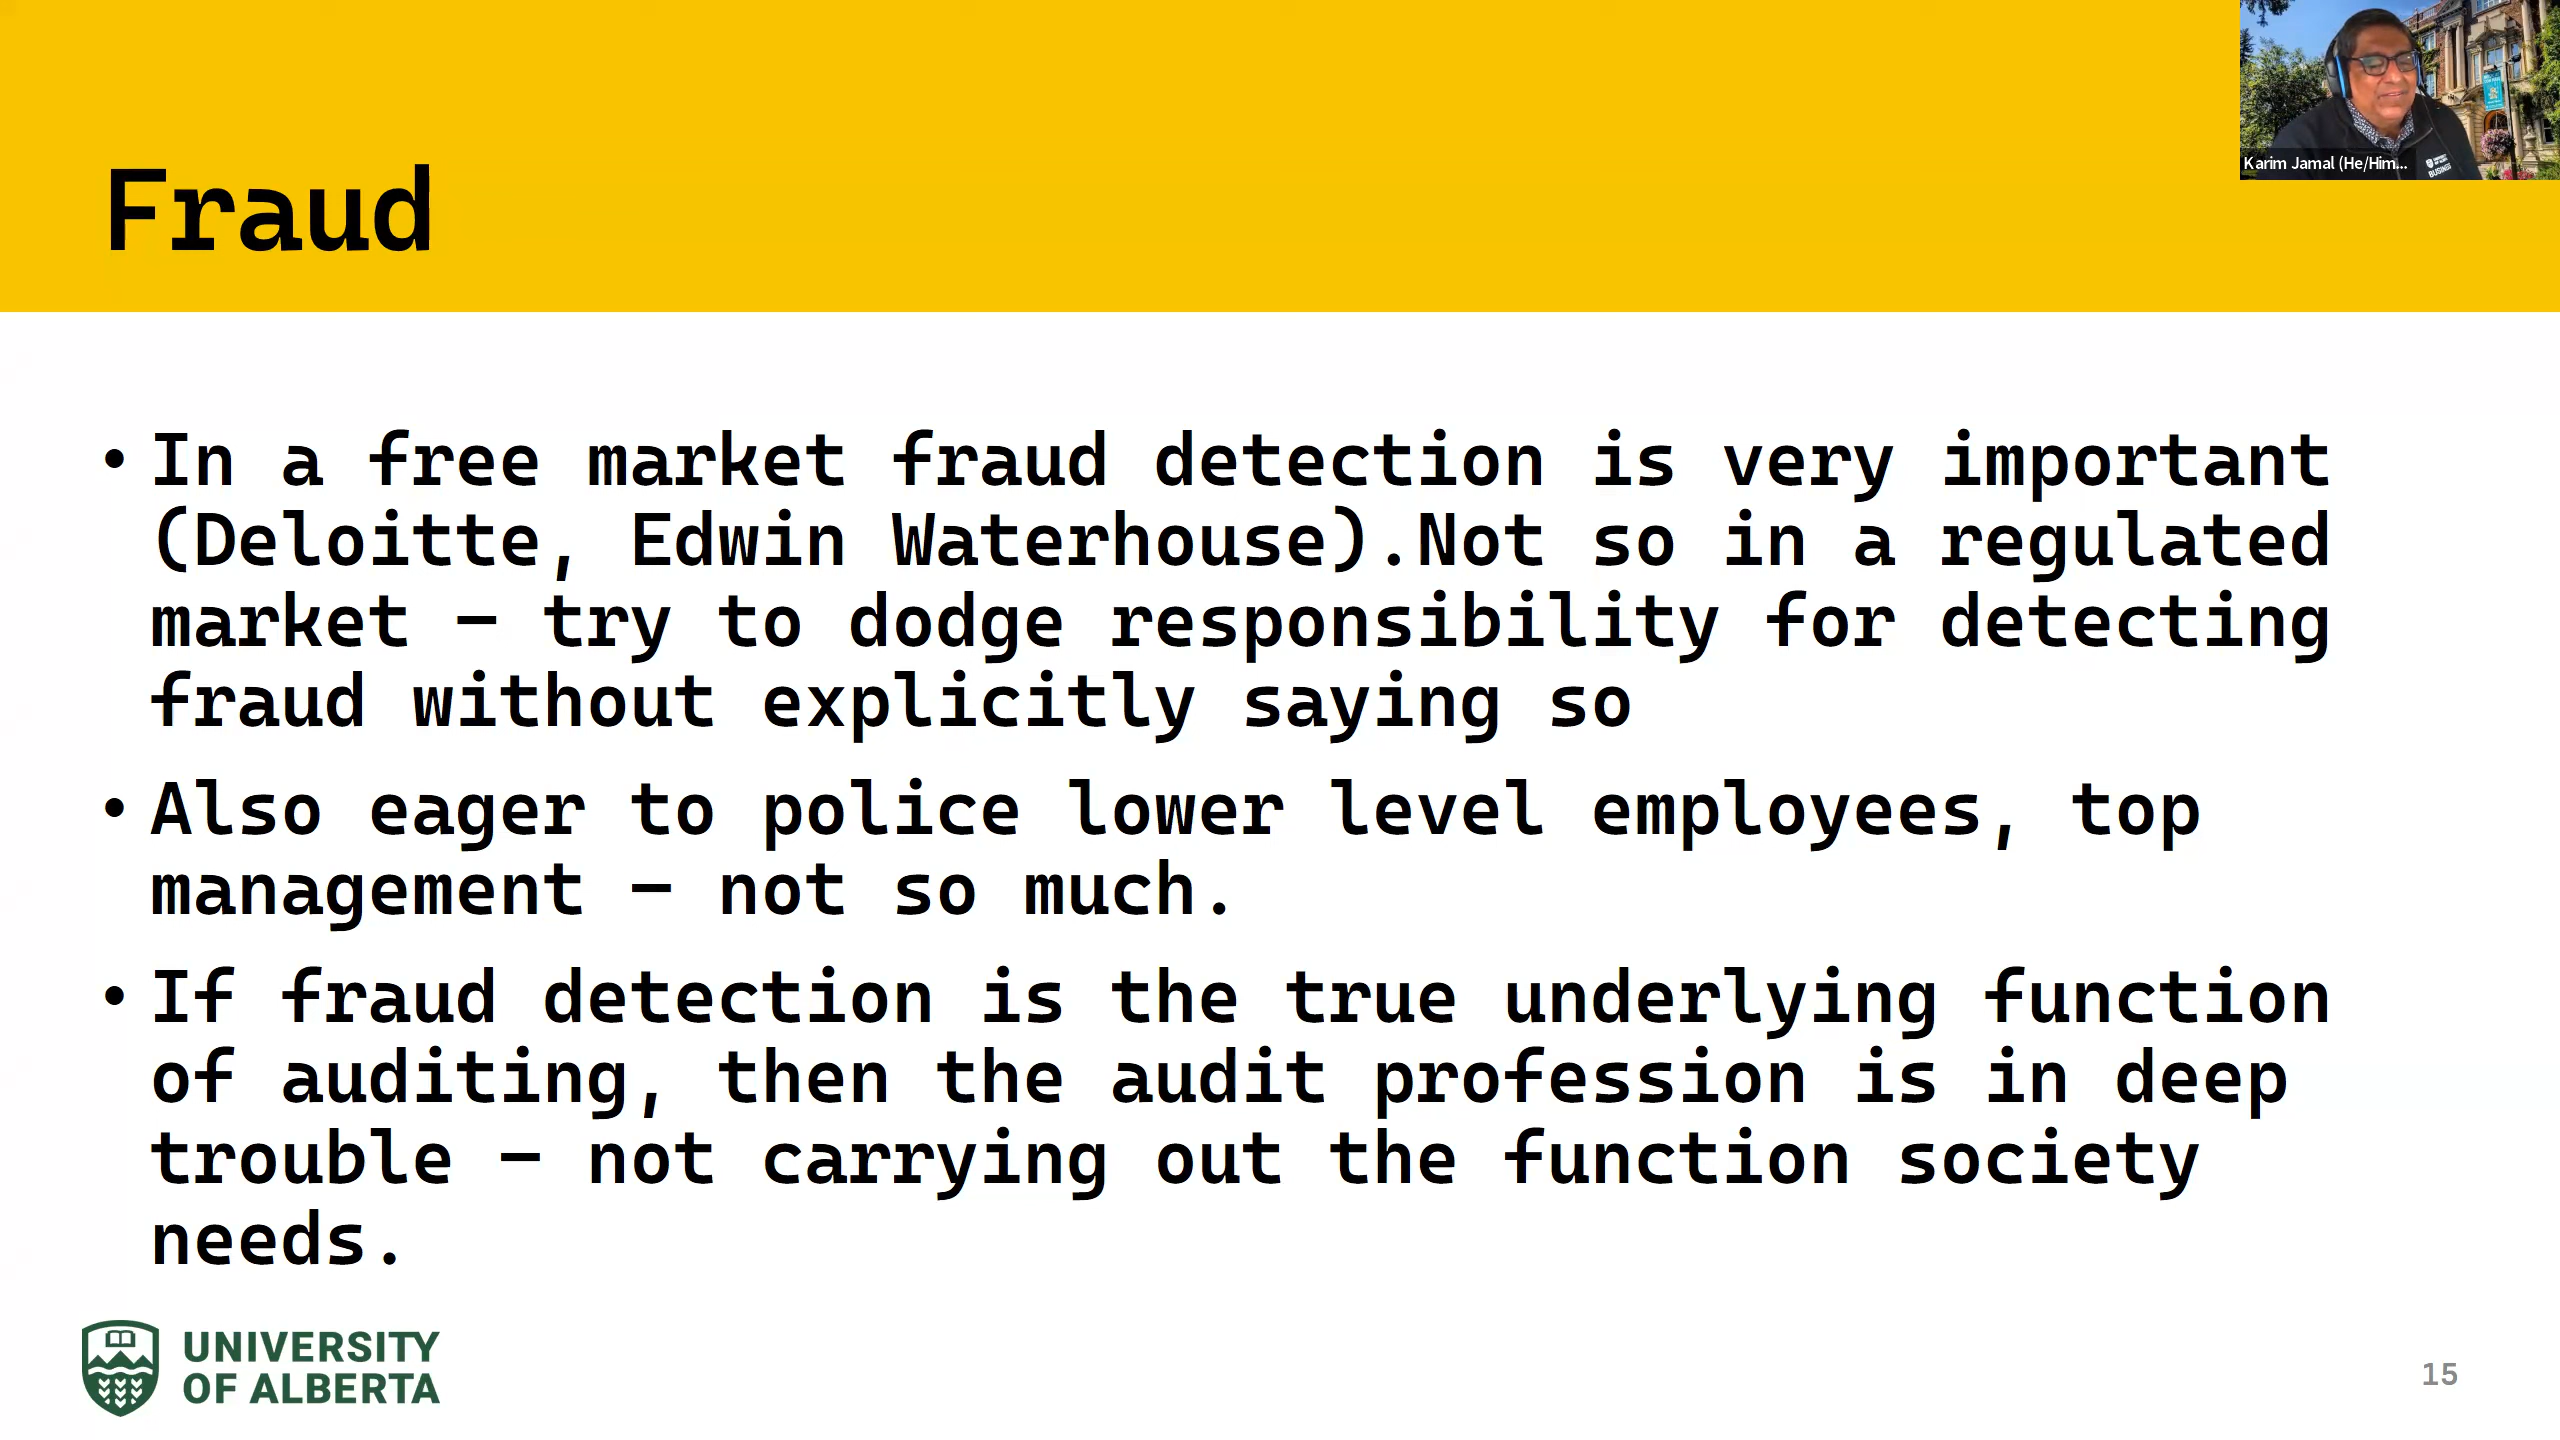 Karim Jamal (He/Him...
Fraud
• In a free market fraud detection is very important
(Deloitte, Edwin Waterhouse).Not so in a regulated
market – try to dodge responsibility for detecting
fraud without explicitly saying so
• Also eager to police lower level employees, top
management – not so much.
• If fraud detection is the true underlying function
of auditing, then the audit profession is in deep
trouble – not carrying out the function society
needs.
UNIVERSITY
OF ALBERTA
15